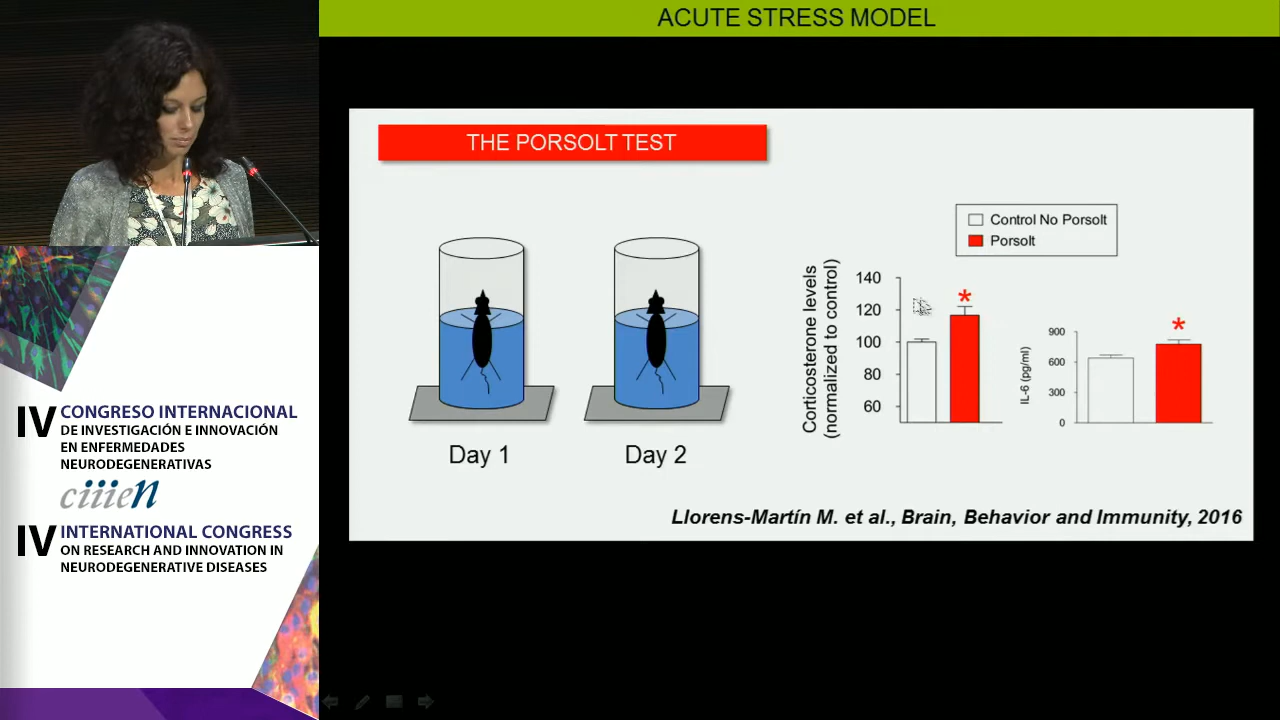 ACUTE STRESS MODEL
THE PORSOLT TEST
Control No Porsolt
Porsolt
Corticosterone levels
(normalized to control)
140
120
100
80
60
*
IL-6 (pg/ml)
900
600
300
0
*
Day 1
Day 2
Llorens-Martín M. et al., Brain, Behavior and Immunity, 2016
IV CONGRESO INTERNACIONAL
DE INVESTIGACIÓN E INNOVACIÓN
EN ENFERMEDADES
NEURODEGENERATIVAS
ciiien
IV INTERNATIONAL CONGRESS
ON RESEARCH AND INNOVATION IN
NEURODEGENERATIVE DISEASES